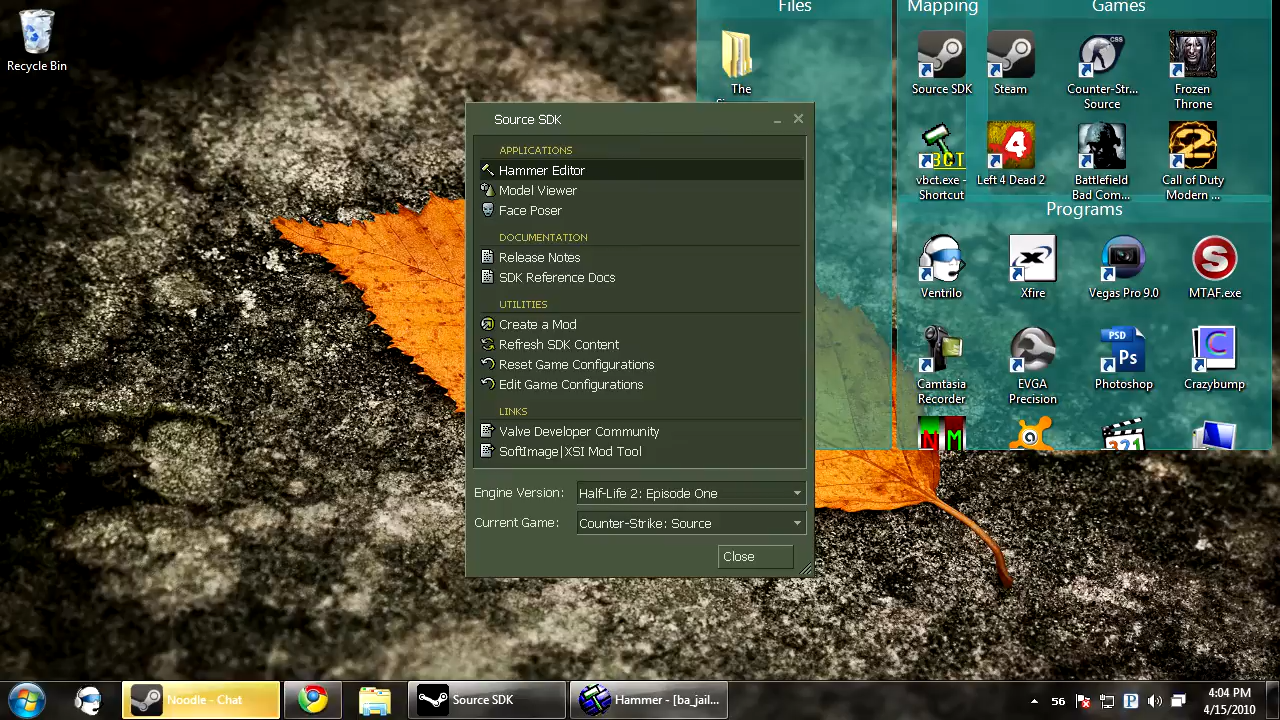 Files
Mapping
Games
Recycle Bin
The
Source SDK
Steam
Counter-Str...
Source
Frozen
Throne
vbct.exe -
Shortcut
3CT
Left 4 Dead 2
Battlefield
Bad Com...
Call of Duty
Modern ...
Programs
Ventrilo
Xfire
Vegas Pro 9.0
MTAF.exe
PSD
Ps
Camtasia
Recorder
EVGA
Precision
Photoshop
Crazybump
N M
321
Source SDK
APPLICATIONS
Hammer Editor
Model Viewer
Face Poser
DOCUMENTATION
Release Notes
SDK Reference Docs
UTILITIES
Create a Mod
Refresh SDK Content
Reset Game Configurations
Edit Game Configurations
LINKS
Valve Developer Community
SoftImage|XSI Mod Tool
Engine Version: Half-Life 2: Episode One
Current Game: Counter-Strike: Source
Close
Noodle - Chat
Source SDK
Hammer - [ba_jail...
56
4:04 PM
4/15/2010